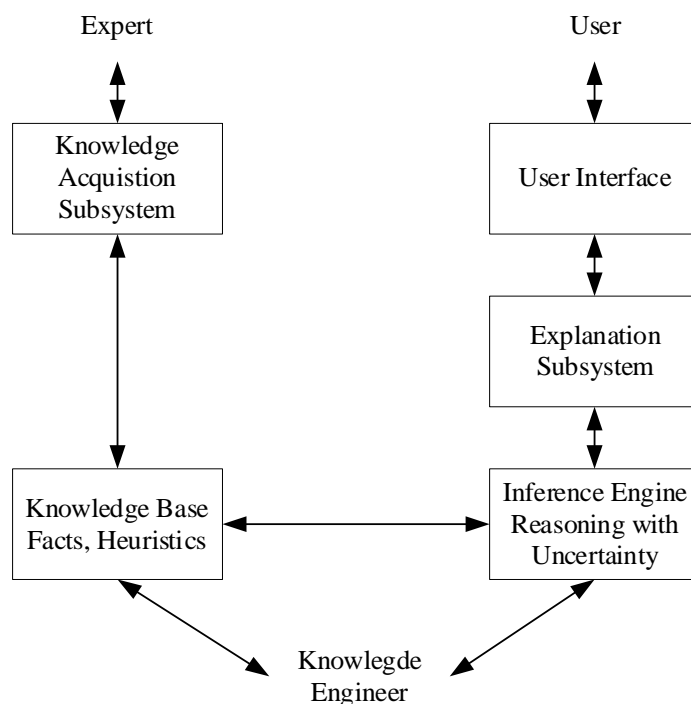 Expert
User
Knowledge
Acquistion
Subsystem
User Interface
Explanation
Subsystem
Knowledge Base
Facts, Heuristics
Inference Engine
Reasoning with
Uncertainty
Knowlegde
Engineer